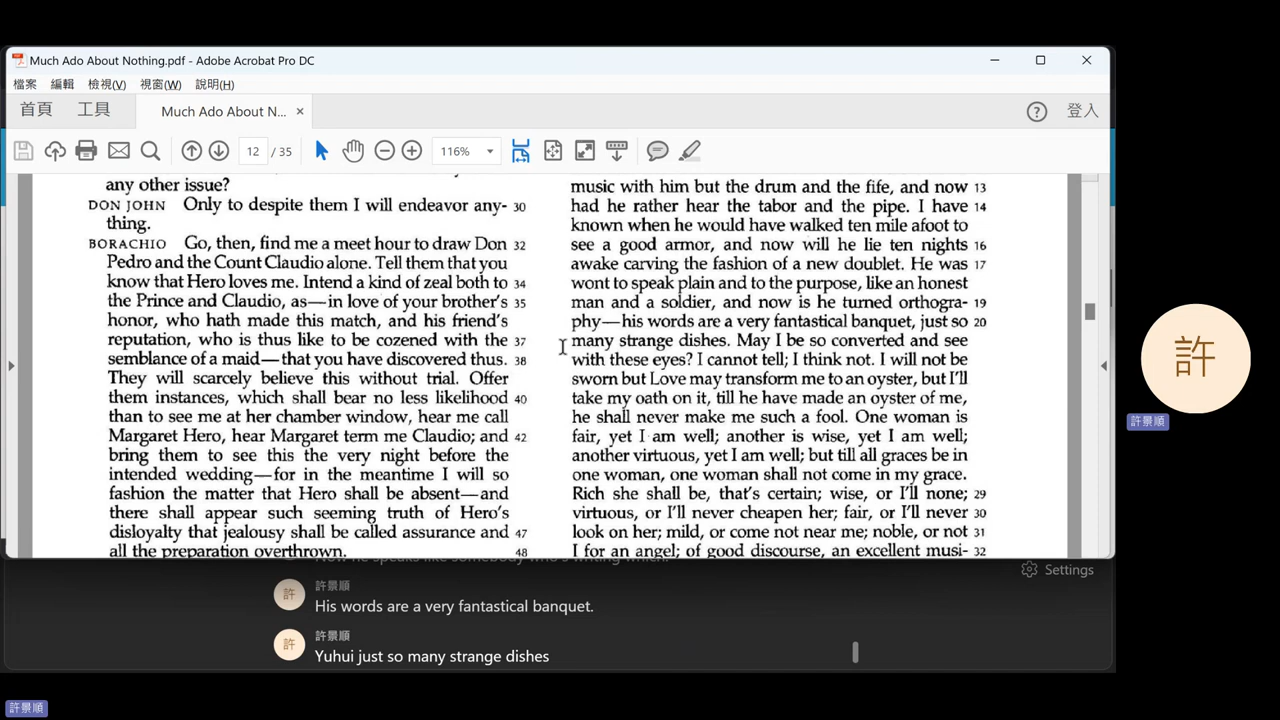 Much Ado About Nothing.pdf - Adobe Acrobat Pro DC
檔案 編輯 檢視(V) 視窗(W) 說明(H)
首頁 工具 Much Ado About N... × ? 登入
12 / 35 116%
any other issue?
DON JOHN Only to despite them I will endeavor any- 30
thing.
BORACHIO Go, then, find me a meet hour to draw Don 32
Pedro and the Count Claudio alone. Tell them that you
know that Hero loves me. Intend a kind of zeal both to 34
the Prince and Claudio, as—in love of your brother's 35
honor, who hath made this match, and his friend's
reputation, who is thus like to be cozened with the 37
semblance of a maid—that you have discovered thus. 38
They will scarcely believe this without trial. Offer
them instances, which shall bear no less likelihood 40
than to see me at her chamber window, hear me call
Margaret Hero, hear Margaret term me Claudio; and 42
bring them to see this the very night before the
intended wedding—for in the meantime I will so
fashion the matter that Hero shall be absent—and
there shall appear such seeming truth of Hero's
disloyalty that jealousy shall be called assurance and 47
all the preparation overthrown. 48
music with him but the drum and the fife, and now 13
had he rather hear the tabor and the pipe. I have 14
known when he would have walked ten mile afoot to
see a good armor, and now will he lie ten nights 16
awake carving the fashion of a new doublet. He was 17
wont to speak plain and to the purpose, like an honest
man and a soldier, and now is he turned orthogra- 19
phy—his words are a very fantastical banquet, just so 20
many strange dishes. May I be so converted and see
with these eyes? I cannot tell; I think not. I will not be
sworn but Love may transform me to an oyster, but I'll
take my oath on it, till he have made an oyster of me,
he shall never make me such a fool. One woman is
fair, yet I am well; another is wise, yet I am well;
another virtuous, yet I am well; but till all graces be in
one woman, one woman shall not come in my grace.
Rich she shall be, that's certain; wise, or I'll none; 29
virtuous, or I'll never cheapen her; fair, or I'll never 30
look on her; mild, or come not near me; noble, or not 31
I for an angel; of good discourse, an excellent musi- 32
Now he speaks like somebody who's writing which.
Settings
許 許景順
His words are a very fantastical banquet.
許 許景順
Yuhui just so many strange dishes
許
許景順
許景順